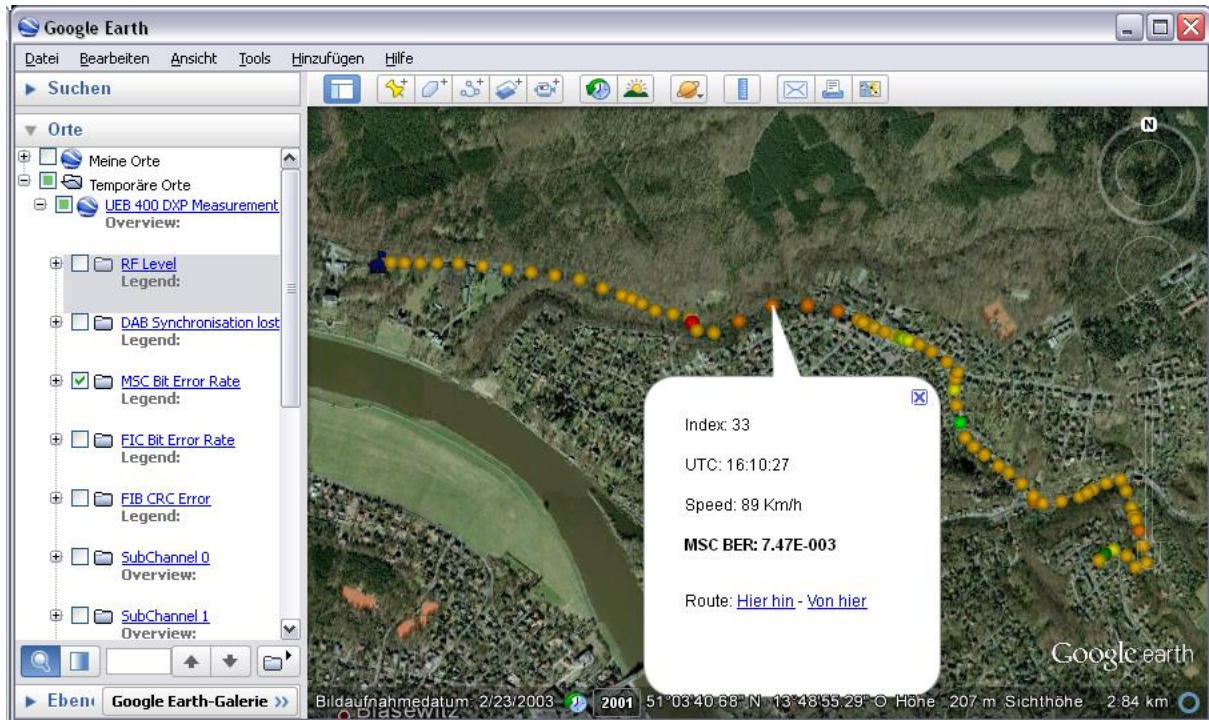 Google Earth
Datei Bearbeiten Ansicht Tools Hinzufügen Hilfe
Suchen
Orte
Meine Orte
Temporäre Orte
UEB 400 DXP Measurement
Overview:
RF Level
Legend:
DAB Synchronisation lost
Legend:
MSC Bit Error Rate
Legend:
FIC Bit Error Rate
Legend:
FIB CRC Error
Legend:
SubChannel 0
Overview:
SubChannel 1
Overview:
Eben
Google Earth-Galerie >>
N
Index: 33
UTC: 16:10:27
Speed: 89 Km/h
MSC BER: 7.47E-003
Route: Hier hin - Von hier
Google earth
Bildaufnahmedatum: 2/23/2003 2001 51°03'40.68" N 13°48'55.29" O Höhe 207 m Sichthöhe 2.84 km
Blasewitz